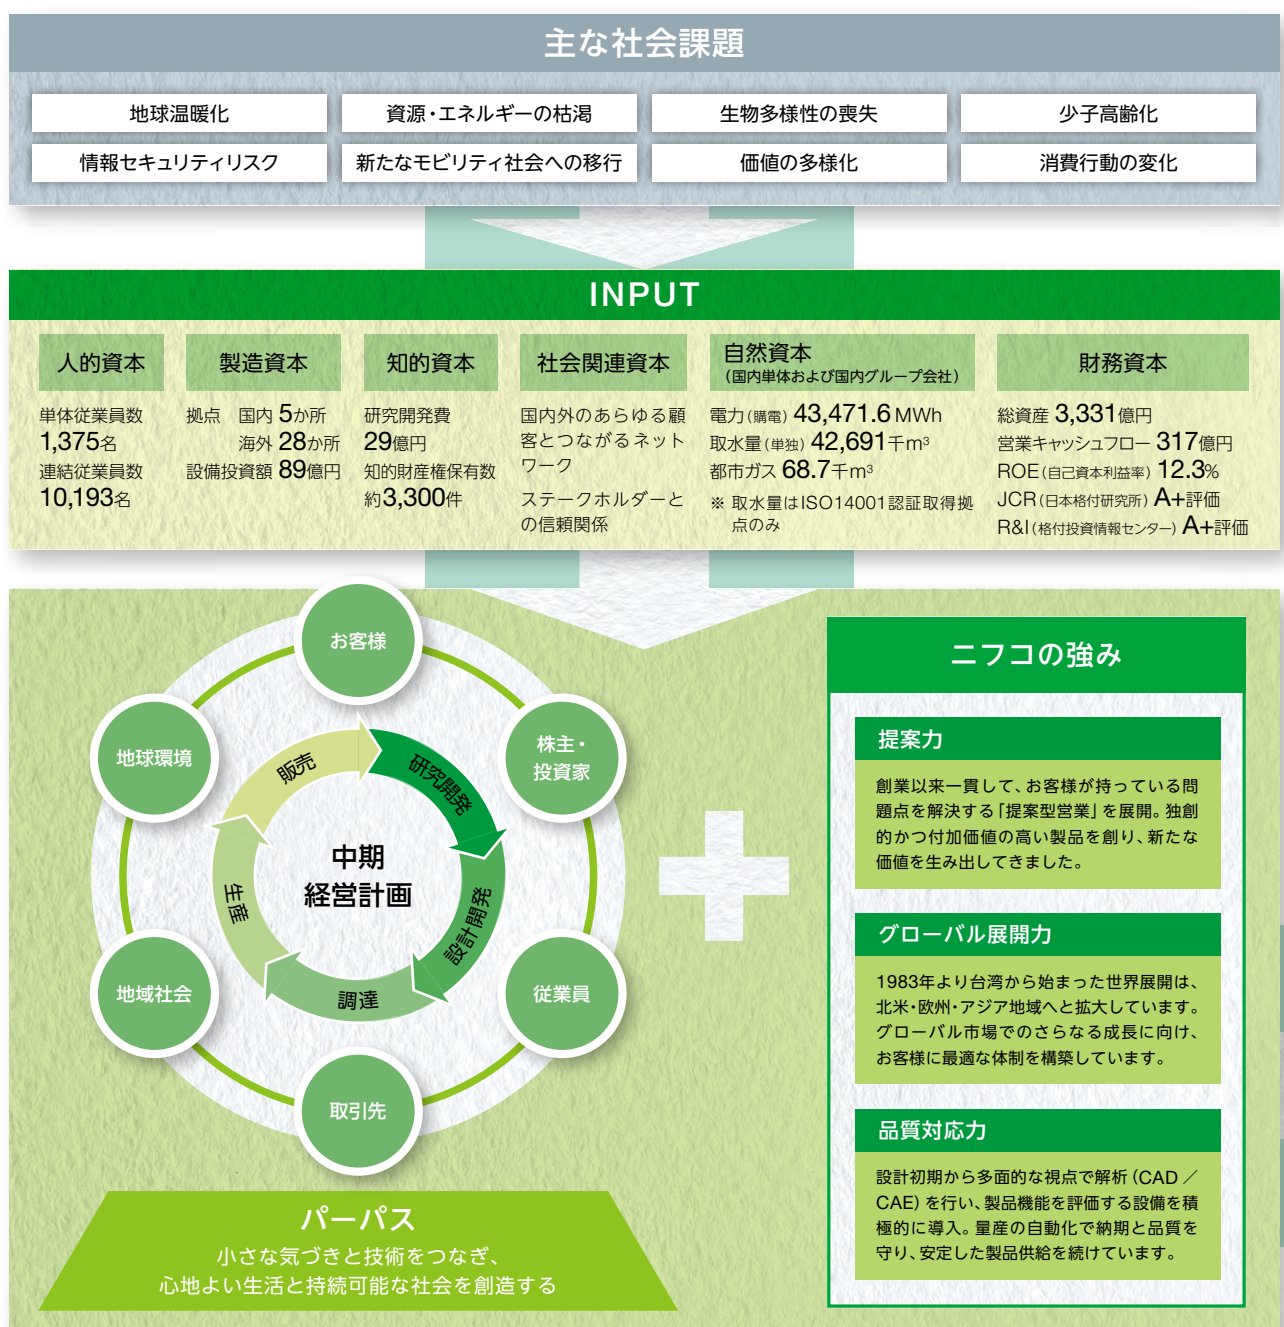 主な社会課題
地球温暖化
資源・エネルギーの枯渇
生物多様性の喪失
少子高齢化
情報セキュリティリスク
新たなモビリティ社会への移行
価値の多様化
消費行動の変化
INPUT
人的資本
単体従業員数
1,375名
連結従業員数
10,193名
製造資本
拠点 国内 5か所
海外 28か所
設備投資額 89億円
知的資本
研究開発費
29億円
知的財産権保有数
約3,300件
社会関連資本
国内外のあらゆる顧
客とつながるネット
ワーク
ステークホルダーと
の信頼関係
自然資本
（国内単体および国内グループ会社）
電力（購電） 43,471.6 MWh
取水量（単独） 42,691千m³
都市ガス 68.7千m³
※ 取水量はISO14001認証取得拠
点のみ
財務資本
総資産 3,331億円
営業キャッシュフロー 317億円
ROE（自己資本利益率） 12.3%
JCR（日本格付研究所） A+評価
R&I（格付投資情報センター） A+評価
お客様
株主・
投資家
従業員
取引先
地域社会
地球環境
研究開発
設計開発
調達
生産
販売
中期
経営計画
パーパス
小さな気づきと技術をつなぎ、
心地よい生活と持続可能な社会を創造する
ニフコの強み
提案力
創業以来一貫して、お客様が持っている問
題点を解決する「提案型営業」を展開。独創
的かつ付加価値の高い製品を創り、新たな
価値を生み出してきました。
グローバル展開力
1983年より台湾から始まった世界展開は、
北米・欧州・アジア地域へと拡大しています。
グローバル市場でのさらなる成長に向け、
お客様に最適な体制を構築しています。
品質対応力
設計初期から多面的な視点で解析（CAD／
CAE）を行い、製品機能を評価する設備を積
極的に導入。量産の自動化で納期と品質を
守り、安定した製品供給を続けています。